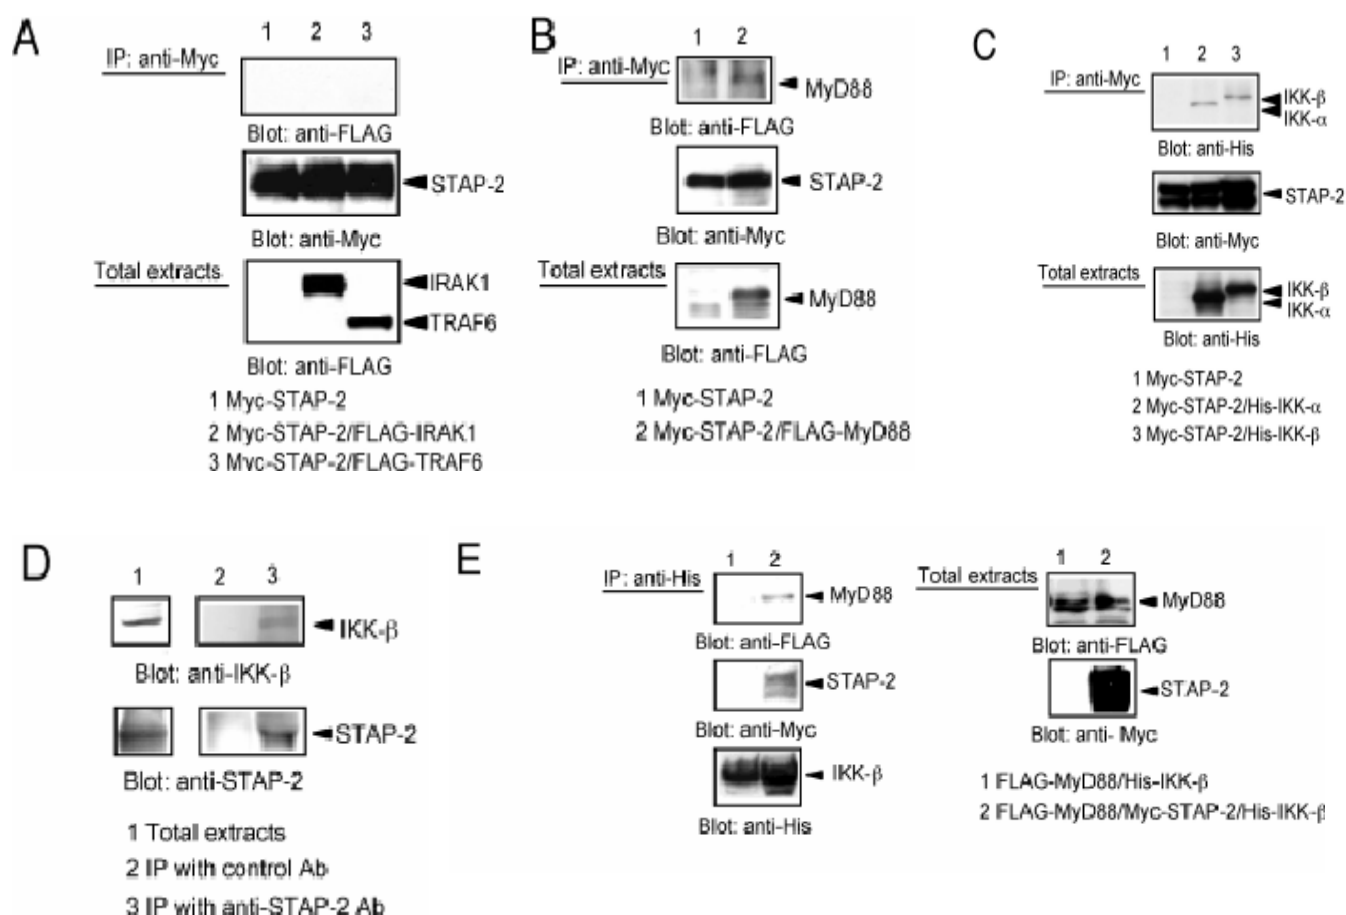 A
1 2 3
IP: anti-Myc
Blot: anti-FLAG
STAP-2
Blot: anti-Myc
Total extracts
IRAK1
TRAF6
Blot: anti-FLAG
1 Myc-STAP-2
2 Myc-STAP-2/FLAG-IRAK1
3 Myc-STAP-2/FLAG-TRAF6
B
1 2
IP: anti-Myc
MyD88
Blot: anti-FLAG
STAP-2
Blot: anti-Myc
Total extracts
MyD88
Blot: anti-FLAG
1 Myc-STAP-2
2 Myc-STAP-2/FLAG-MyD88
C
1 2 3
IP: anti-Myc
IKK-β
IKK-α
Blot: anti-His
STAP-2
Blot: anti-Myc
Total extracts
IKK-β
IKK-α
Blot: anti-His
1 Myc-STAP-2
2 Myc-STAP-2/His-IKK-α
3 Myc-STAP-2/His-IKK-β
D
1 2 3
IKK-β
Blot: anti-IKK-β
STAP-2
Blot: anti-STAP-2
1 Total extracts
2 IP with control Ab
3 IP with anti-STAP-2 Ab
E
1 2
IP: anti-His
MyD88
Blot: anti-FLAG
STAP-2
Blot: anti-Myc
IKK-β
Blot: anti-His
1 2
Total extracts
MyD88
Blot: anti-FLAG
STAP-2
Blot: anti- Myc
1 FLAG-MyD88/His-IKK-β
2 FLAG-MyD88/Myc-STAP-2/His-IKK-β